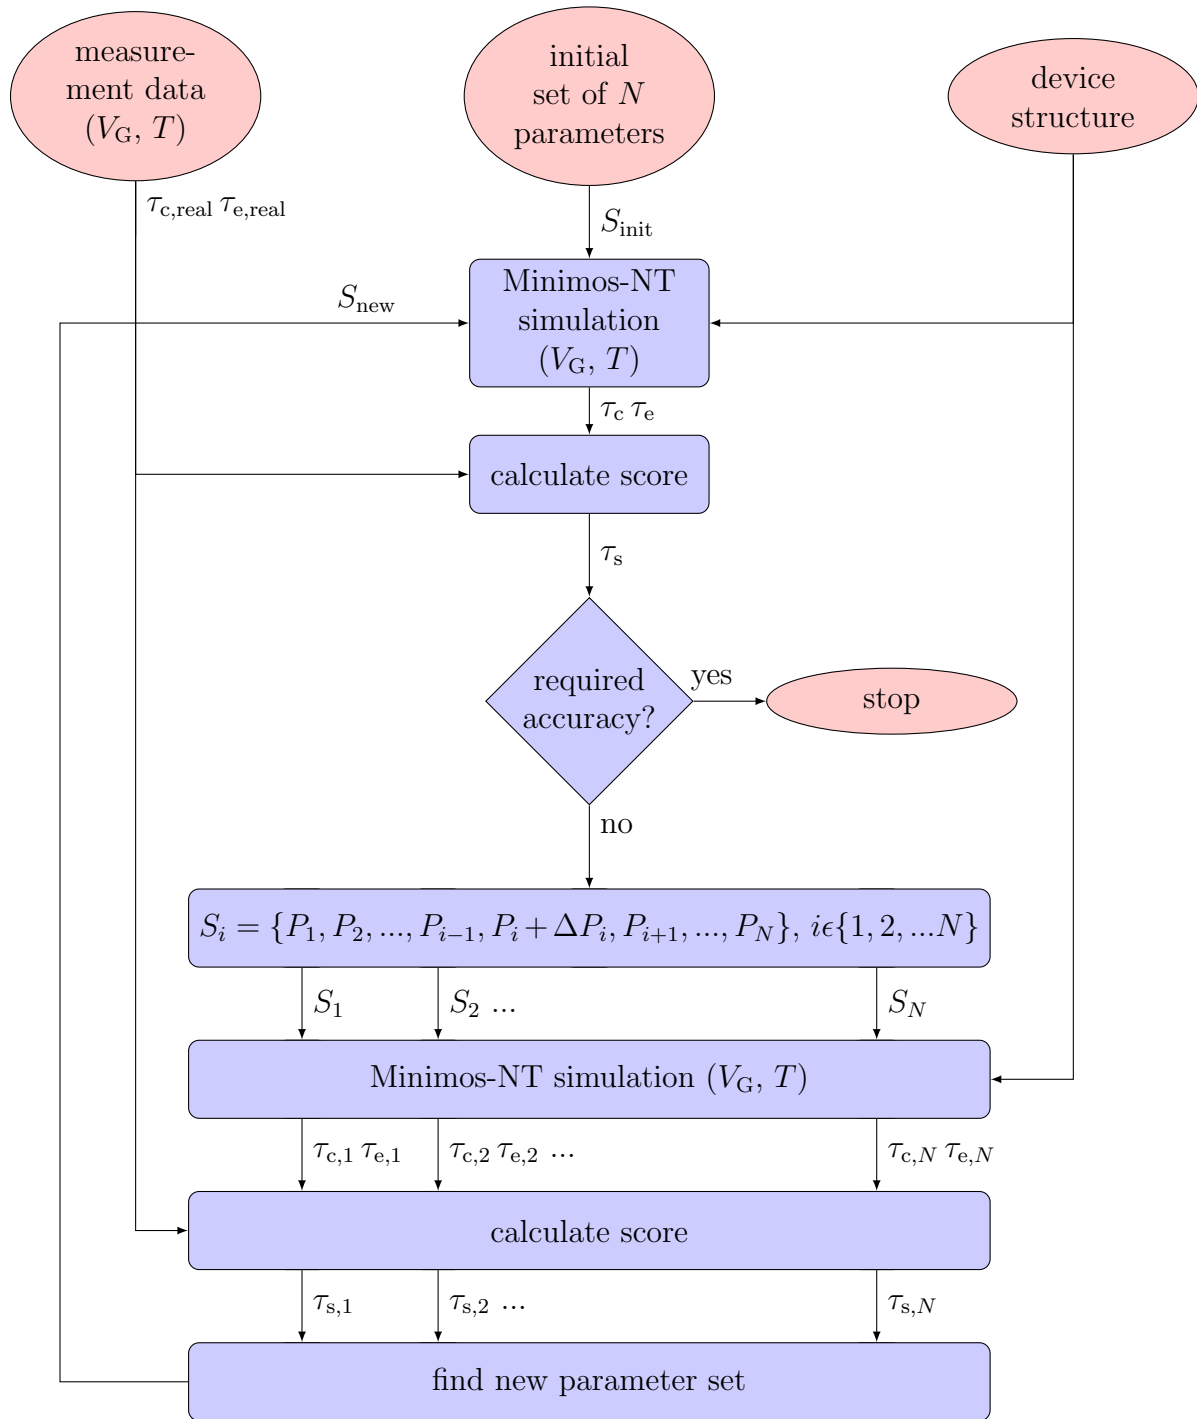 measure-
ment data
(V_G, T)
initial
set of N
parameters
device
structure
τ_c,real τ_e,real
S_init
Minimos-NT
simulation
(V_G, T)
S_new
τ_c τ_e
calculate score
τ_s
required
accuracy?
yes
stop
no
S_i = {P_1, P_2, ..., P_{i−1}, P_i + ΔP_i, P_{i+1}, ..., P_N}, iϵ{1, 2, ...N}
S_1 S_2 ... S_N
Minimos-NT simulation (V_G, T)
τ_c,1 τ_e,1 τ_c,2 τ_e,2 ... τ_c,N τ_e,N
calculate score
τ_s,1 τ_s,2 ... τ_s,N
find new parameter set